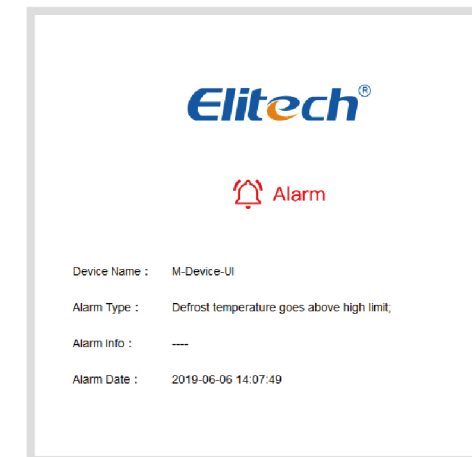 Elitech®
Alarm
Device Name : M-Device-UI
Alarm Type : Defrost temperature goes above high limit;
Alarm Info : ----
Alarm Date : 2019-06-06 14:07:49